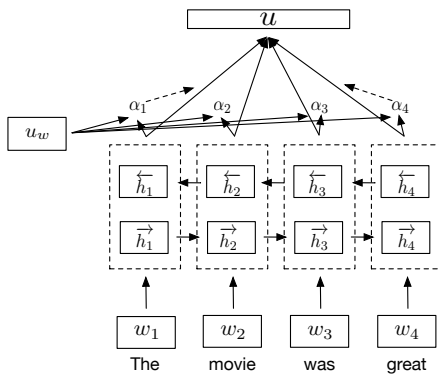 u
α₁ α₂ α₃ α₄
u_w
←h₁ ←h₂ ←h₃ ←h₄
→h₁ →h₂ →h₃ →h₄
w₁ w₂ w₃ w₄
The movie was great